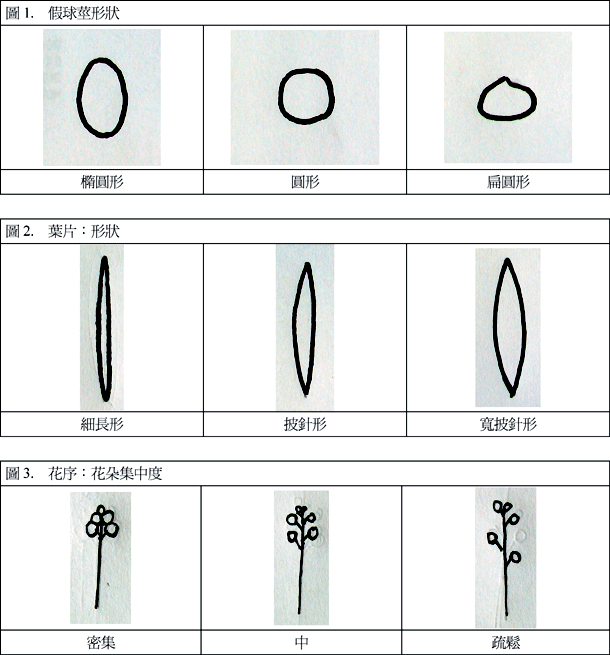 圖1. 假球莖形狀
橢圓形 圓形 扁圓形
圖2. 葉片：形狀
細長形 披針形 寬披針形
圖3. 花序：花朵集中度
密集 中 疏鬆